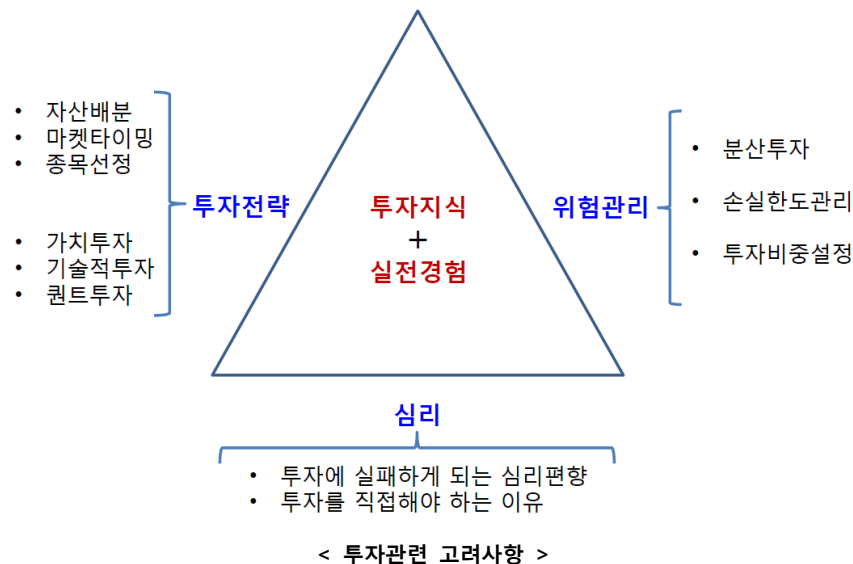 • 자산배분
• 마켓타이밍
• 종목선정
• 가치투자
• 기술적투자
• 퀀트투자
투자전략
투자지식
+
실전경험
위험관리
• 분산투자
• 손실한도관리
• 투자비중설정
심리
• 투자에 실패하게 되는 심리편향
• 투자를 직접해야 하는 이유
< 투자관련 고려사항 >